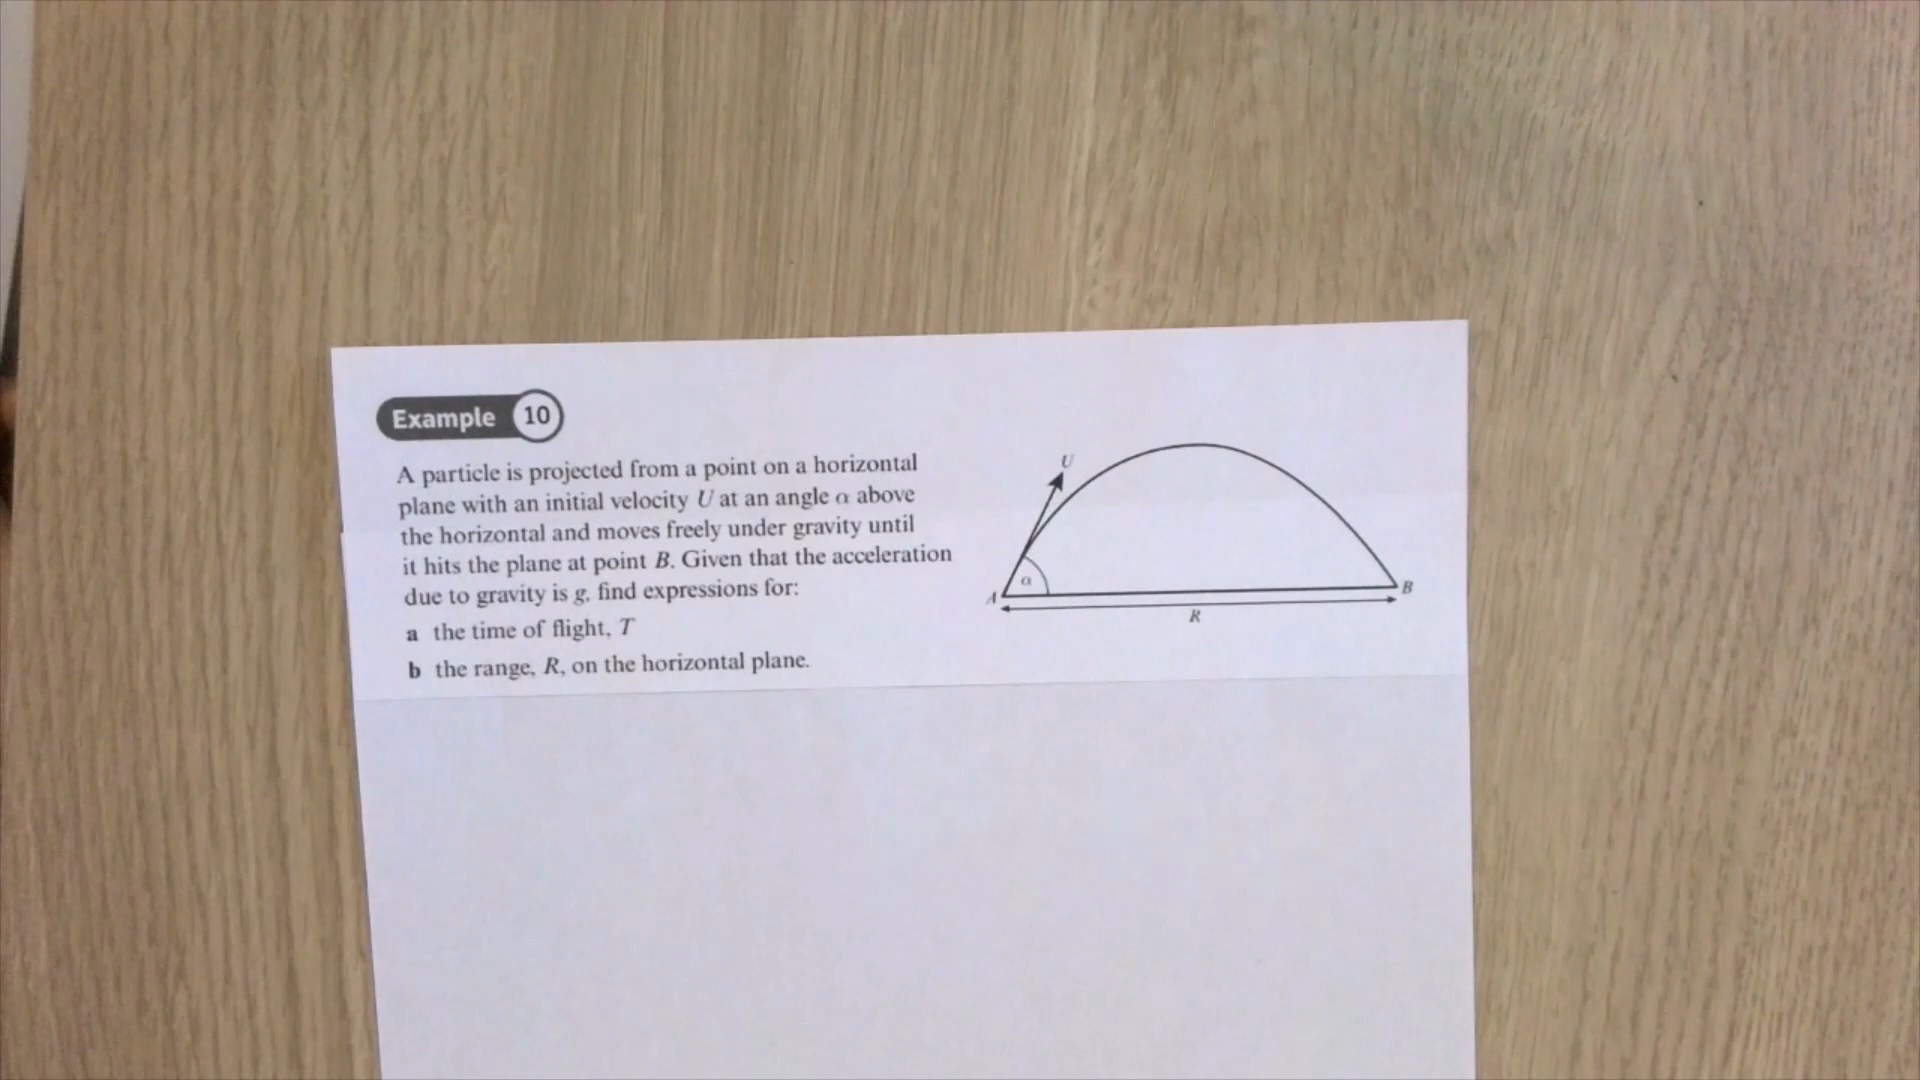 Example 10
A particle is projected from a point on a horizontal
plane with an initial velocity U at an angle α above
the horizontal and moves freely under gravity until
it hits the plane at point B. Given that the acceleration
due to gravity is g, find expressions for:
a the time of flight, T
b the range, R, on the horizontal plane.
U
α
A
B
R